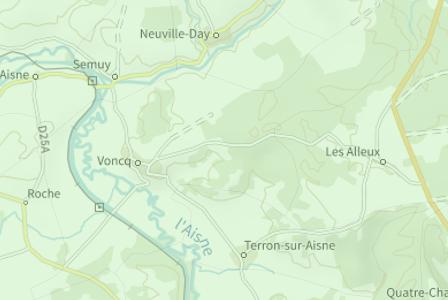 Neuville-Day
Semuy
Aisne
D25A
Les Alleux
Voncq
Roche
l'Aisne
Terron-sur-Aisne
Quatre-Cha